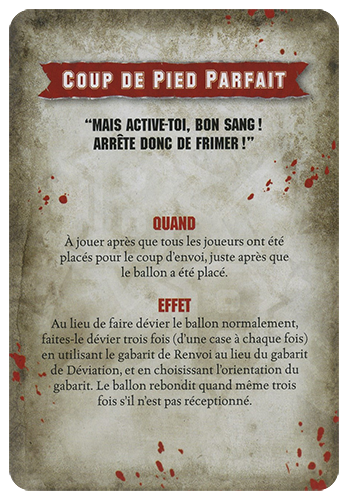 COUP DE PIED PARFAIT
“MAIS ACTIVE-TOI, BON SANG !
ARRÊTE DONC DE FRIMER !”
QUAND
À jouer après que tous les joueurs ont été
placés pour le coup d'envoi, juste après que
le ballon a été placé.
EFFET
Au lieu de faire dévier le ballon normalement,
faites-le dévier trois fois (d'une case à chaque fois)
en utilisant le gabarit de Renvoi au lieu du gabarit
de Déviation, et en choisissant l'orientation du
gabarit. Le ballon rebondit quand même trois
fois s'il n'est pas réceptionné.